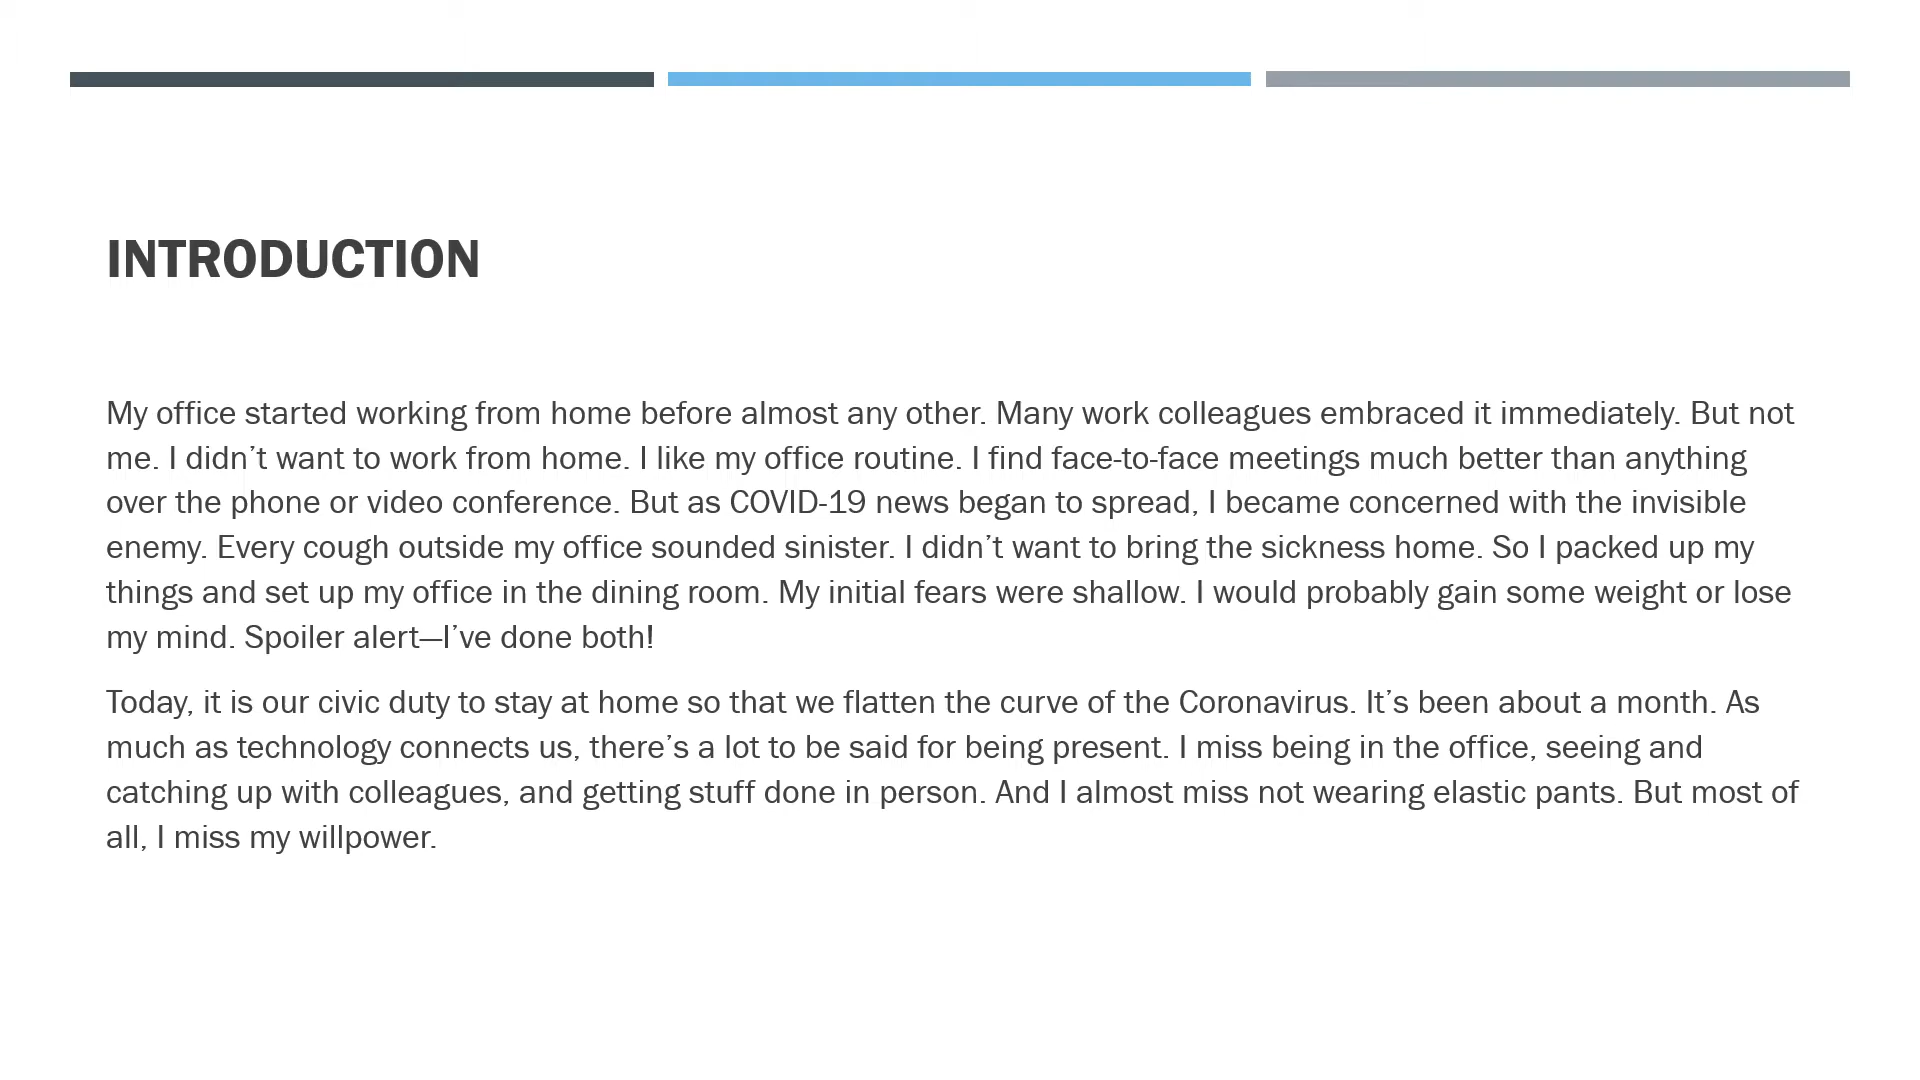 INTRODUCTION
My office started working from home before almost any other. Many work colleagues embraced it immediately. But not
me. I didn’t want to work from home. I like my office routine. I find face-to-face meetings much better than anything
over the phone or video conference. But as COVID-19 news began to spread, I became concerned with the invisible
enemy. Every cough outside my office sounded sinister. I didn’t want to bring the sickness home. So I packed up my
things and set up my office in the dining room. My initial fears were shallow. I would probably gain some weight or lose
my mind. Spoiler alert—I’ve done both!
Today, it is our civic duty to stay at home so that we flatten the curve of the Coronavirus. It’s been about a month. As
much as technology connects us, there’s a lot to be said for being present. I miss being in the office, seeing and
catching up with colleagues, and getting stuff done in person. And I almost miss not wearing elastic pants. But most of
all, I miss my willpower.